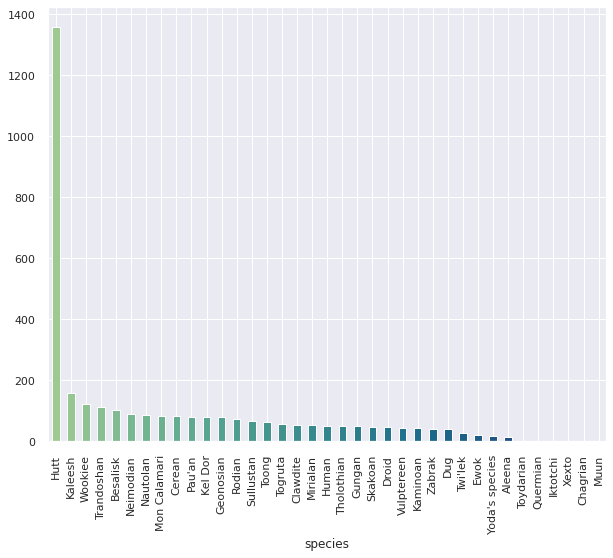 1400
1200
1000
800
600
400
200
0
Hutt
Kaleesh
Wookiee
Trandoshan
Besalisk
Neimodian
Nautolan
Mon Calamari
Cerean
Pau'an
Kel Dor
Geonosian
Rodian
Sullustan
Toong
Togruta
Clawdite
Mirialan
Human
Tholothian
Gungan
Skakoan
Droid
Vulptereen
Kaminoan
Zabrak
Dug
Twi'lek
Ewok
Yoda's species
Aleena
Toydarian
Quermian
Iktotchi
Xexto
Chagrian
Muun
species